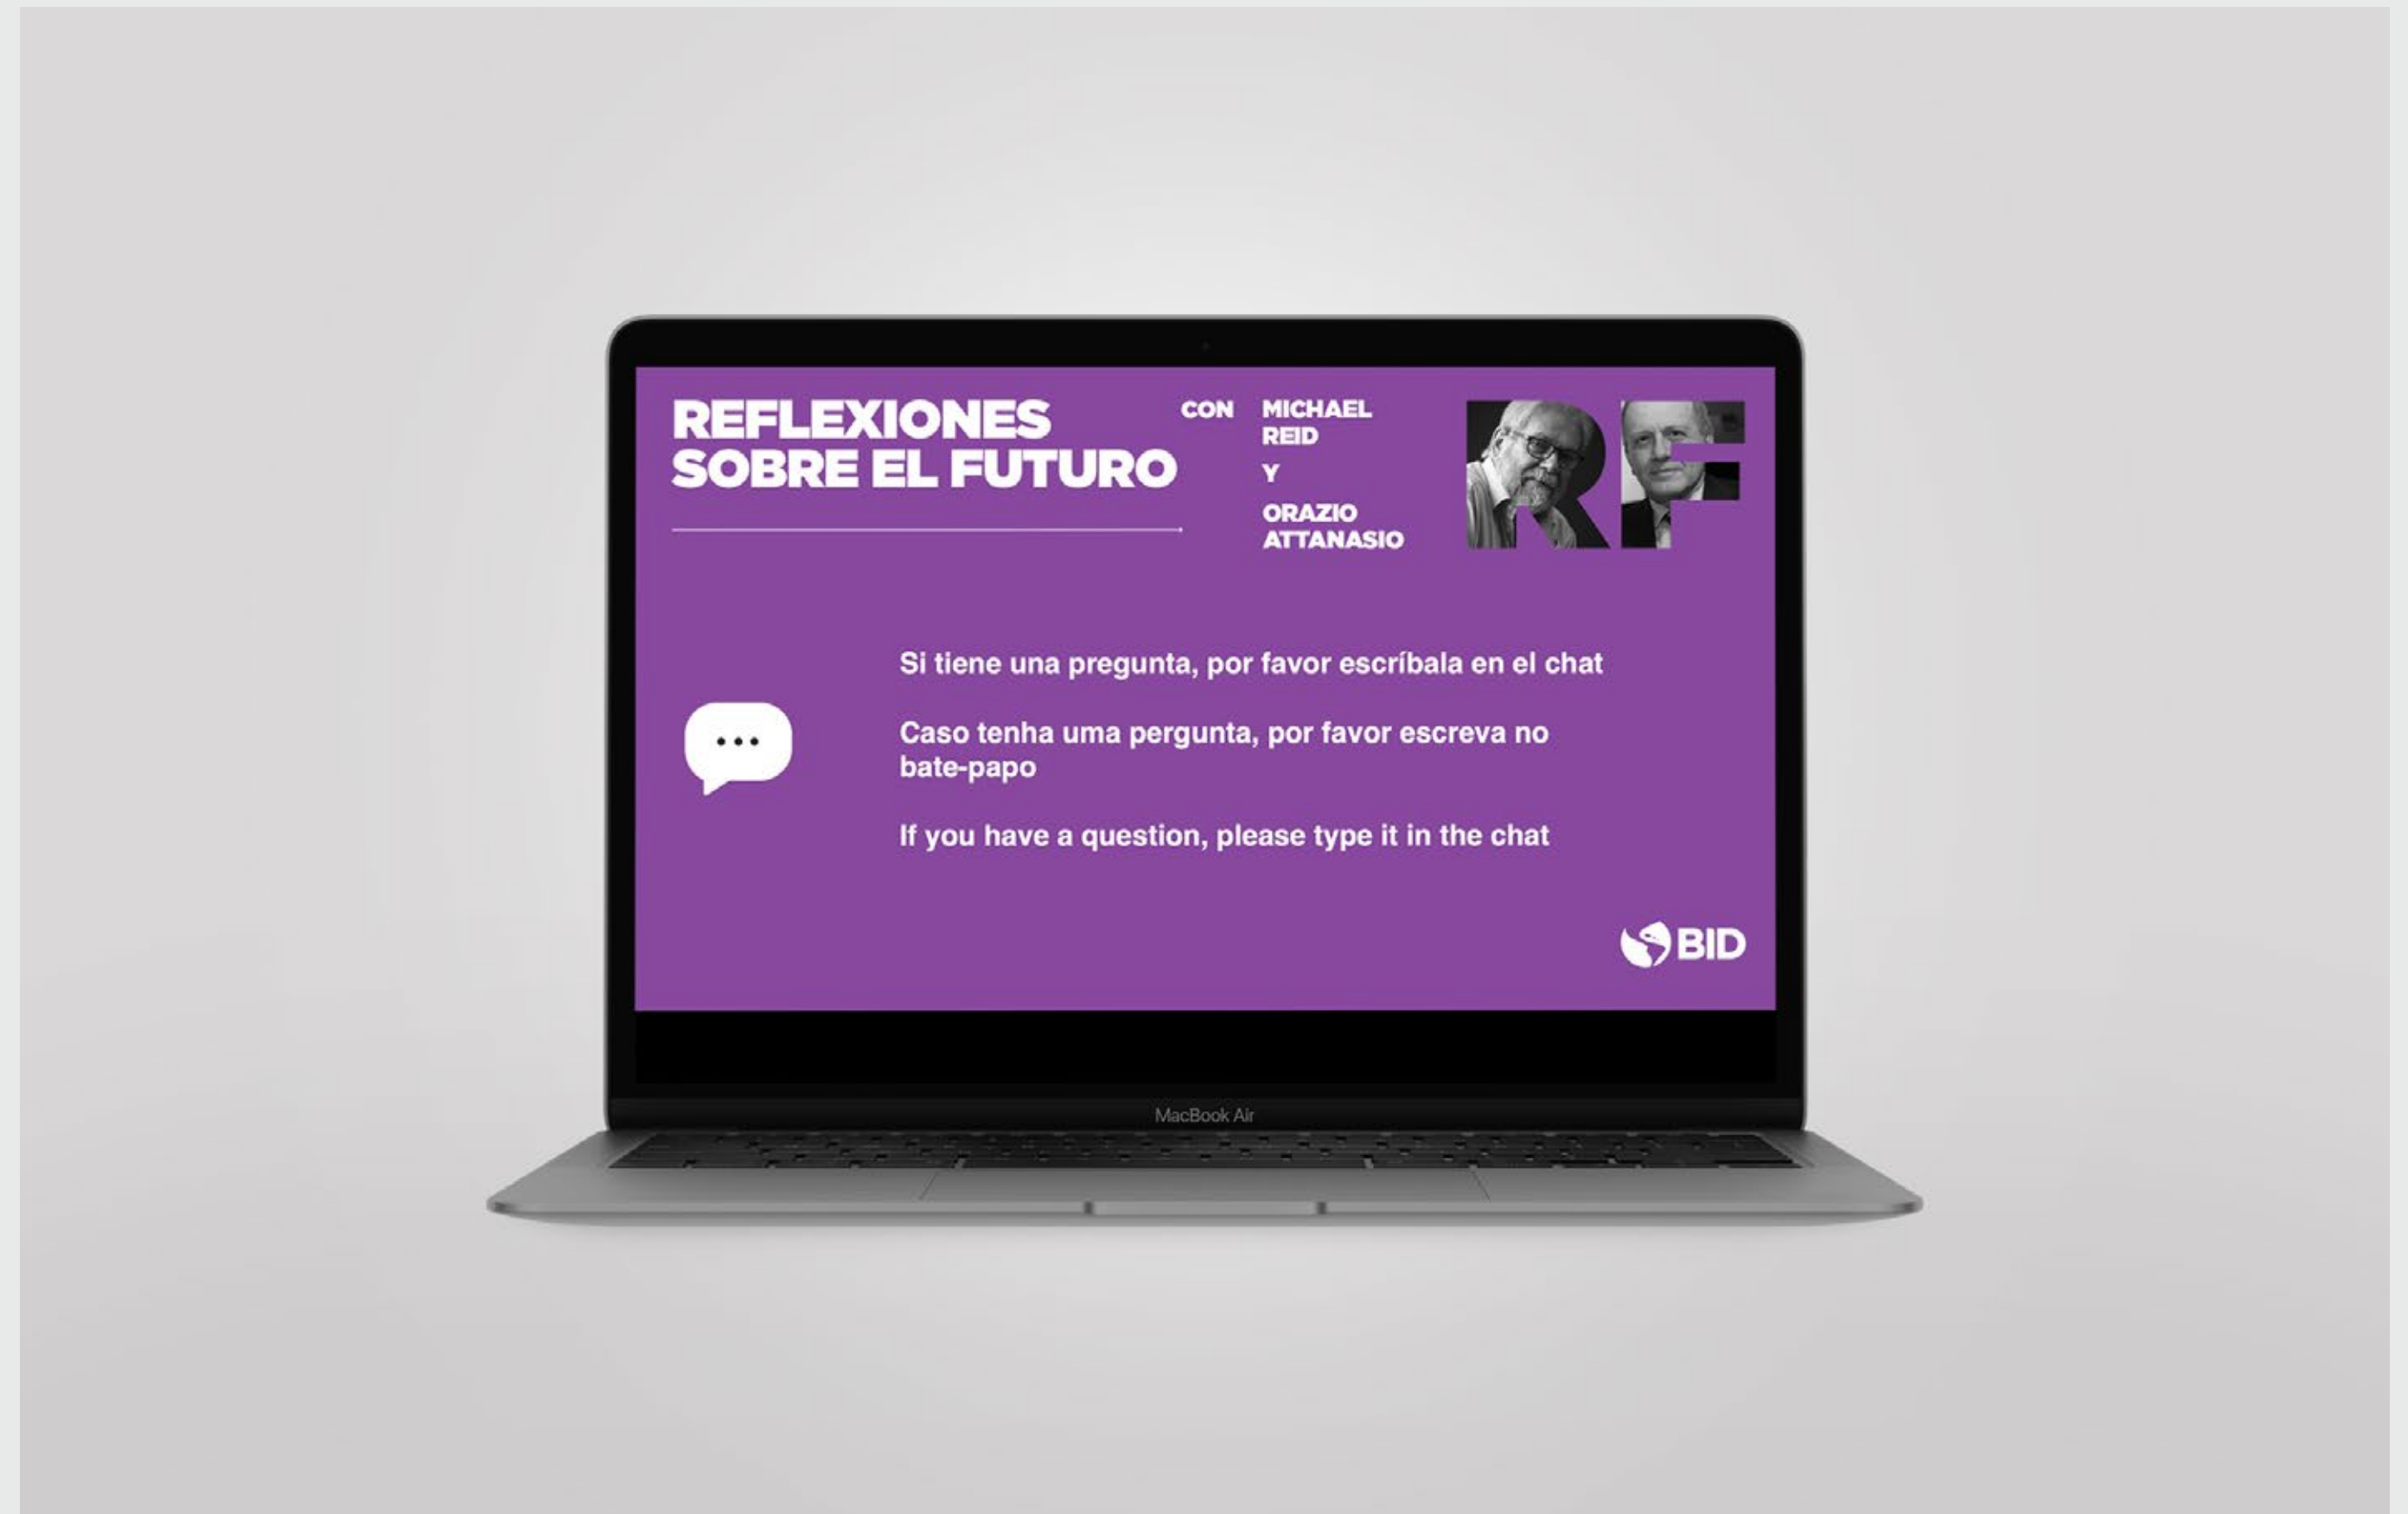 REFLEXIONES
SOBRE EL FUTURO
CON
MICHAEL
REID
Y
ORAZIO
ATTANASIO
RF
Si tiene una pregunta, por favor escríbala en el chat
Caso tenha uma pergunta, por favor escreva no
bate-papo
If you have a question, please type it in the chat
BID
MacBook Air